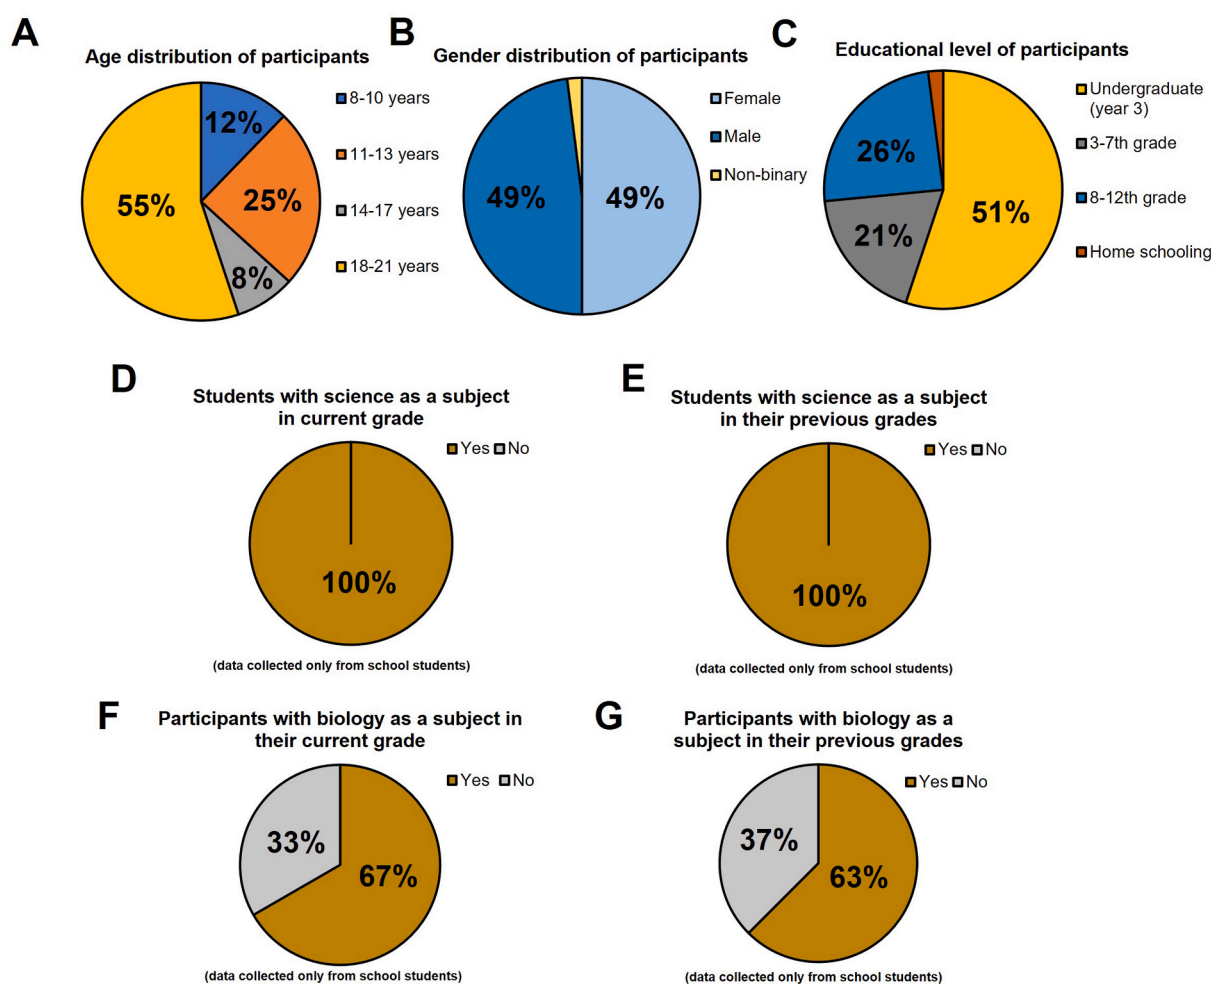 A
Age distribution of participants
12%
25%
8%
55%
8-10 years
11-13 years
14-17 years
18-21 years
B
Gender distribution of participants
49%
49%
Female
Male
Non-binary
C
Educational level of participants
26%
21%
51%
Undergraduate
(year 3)
3-7th grade
8-12th grade
Home schooling
D
Students with science as a subject
in current grade
Yes No
100%
(data collected only from school students)
E
Students with science as a subject
in their previous grades
Yes No
100%
(data collected only from school students)
F
Participants with biology as a subject in
their current grade
Yes No
33%
67%
(data collected only from school students)
G
Participants with biology as a
subject in their previous grades
Yes No
37%
63%
(data collected only from school students)